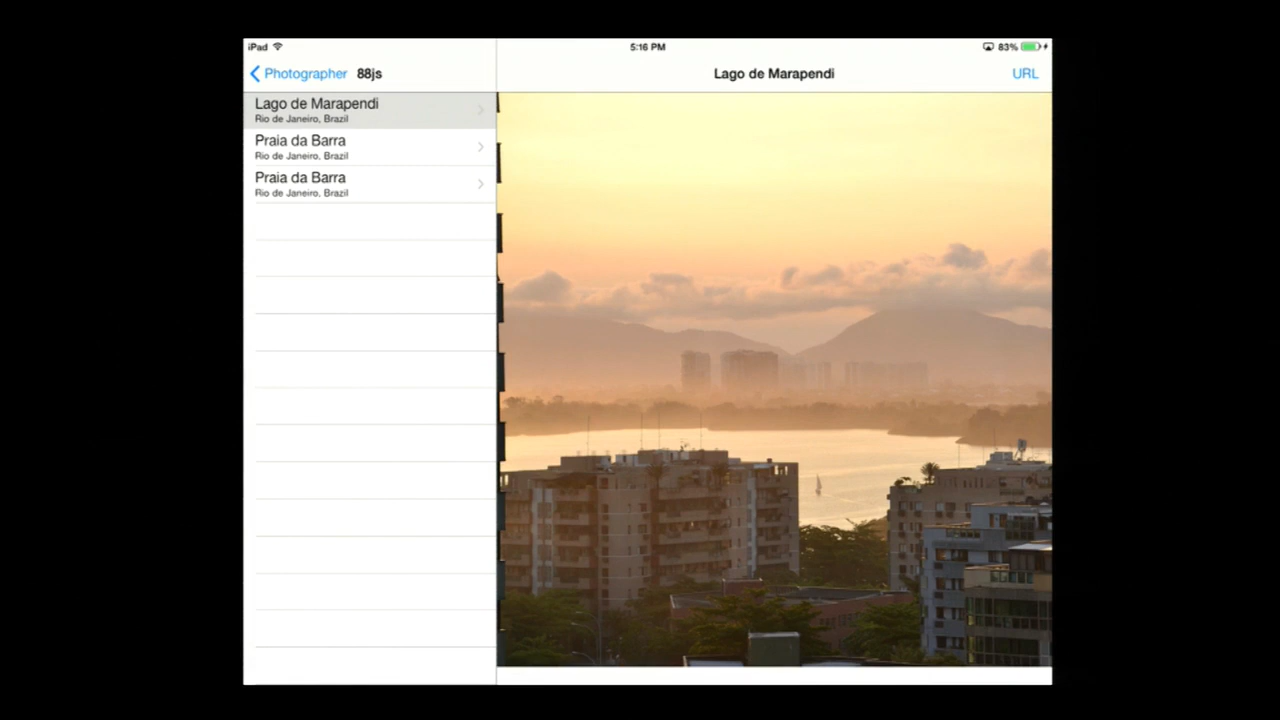 iPad 5:16 PM 83%
Photographer 88js Lago de Marapendi URL
Lago de Marapendi
Rio de Janeiro, Brazil
Praia da Barra
Rio de Janeiro, Brazil
Praia da Barra
Rio de Janeiro, Brazil